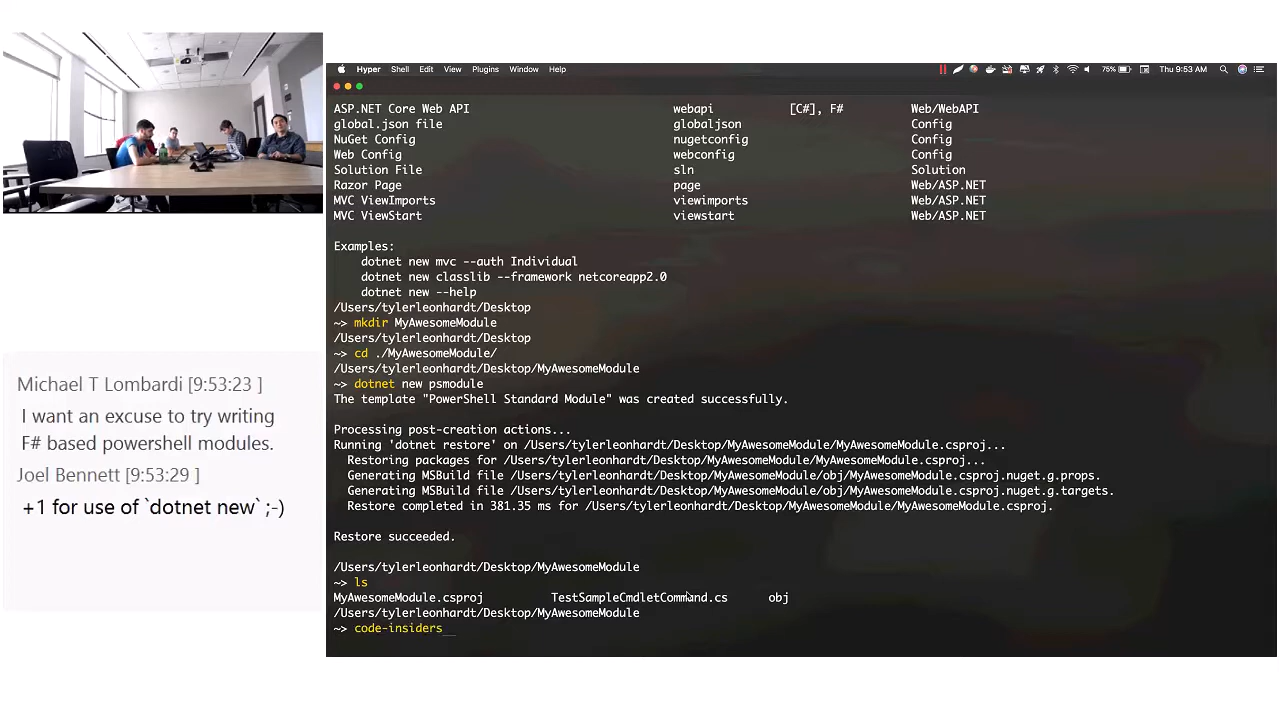 Hyper Shell Edit View Plugins Window Help 75% Thu 9:53 AM
ASP.NET Core Web API webapi [C#], F# Web/WebAPI
global.json file globaljson Config
NuGet Config nugetconfig Config
Web Config webconfig Config
Solution File sln Solution
Razor Page page Web/ASP.NET
MVC ViewImports viewimports Web/ASP.NET
MVC ViewStart viewstart Web/ASP.NET
Examples:
dotnet new mvc --auth Individual
dotnet new classlib --framework netcoreapp2.0
dotnet new --help
/Users/tylerleonhardt/Desktop
~> mkdir MyAwesomeModule
/Users/tylerleonhardt/Desktop
~> cd ./MyAwesomeModule/
/Users/tylerleonhardt/Desktop/MyAwesomeModule
~> dotnet new psmodule
The template "PowerShell Standard Module" was created successfully.
Processing post-creation actions...
Running 'dotnet restore' on /Users/tylerleonhardt/Desktop/MyAwesomeModule/MyAwesomeModule.csproj...
Restoring packages for /Users/tylerleonhardt/Desktop/MyAwesomeModule/MyAwesomeModule.csproj...
Generating MSBuild file /Users/tylerleonhardt/Desktop/MyAwesomeModule/obj/MyAwesomeModule.csproj.nuget.g.props.
Generating MSBuild file /Users/tylerleonhardt/Desktop/MyAwesomeModule/obj/MyAwesomeModule.csproj.nuget.g.targets.
Restore completed in 381.35 ms for /Users/tylerleonhardt/Desktop/MyAwesomeModule/MyAwesomeModule.csproj.
Restore succeeded.
/Users/tylerleonhardt/Desktop/MyAwesomeModule
~> ls
MyAwesomeModule.csproj TestSampleCmdletCommand.cs obj
/Users/tylerleonhardt/Desktop/MyAwesomeModule
~> code-insiders
Michael T Lombardi [9:53:23 ]
I want an excuse to try writing
F# based powershell modules.
Joel Bennett [9:53:29 ]
+1 for use of `dotnet new` ;-)